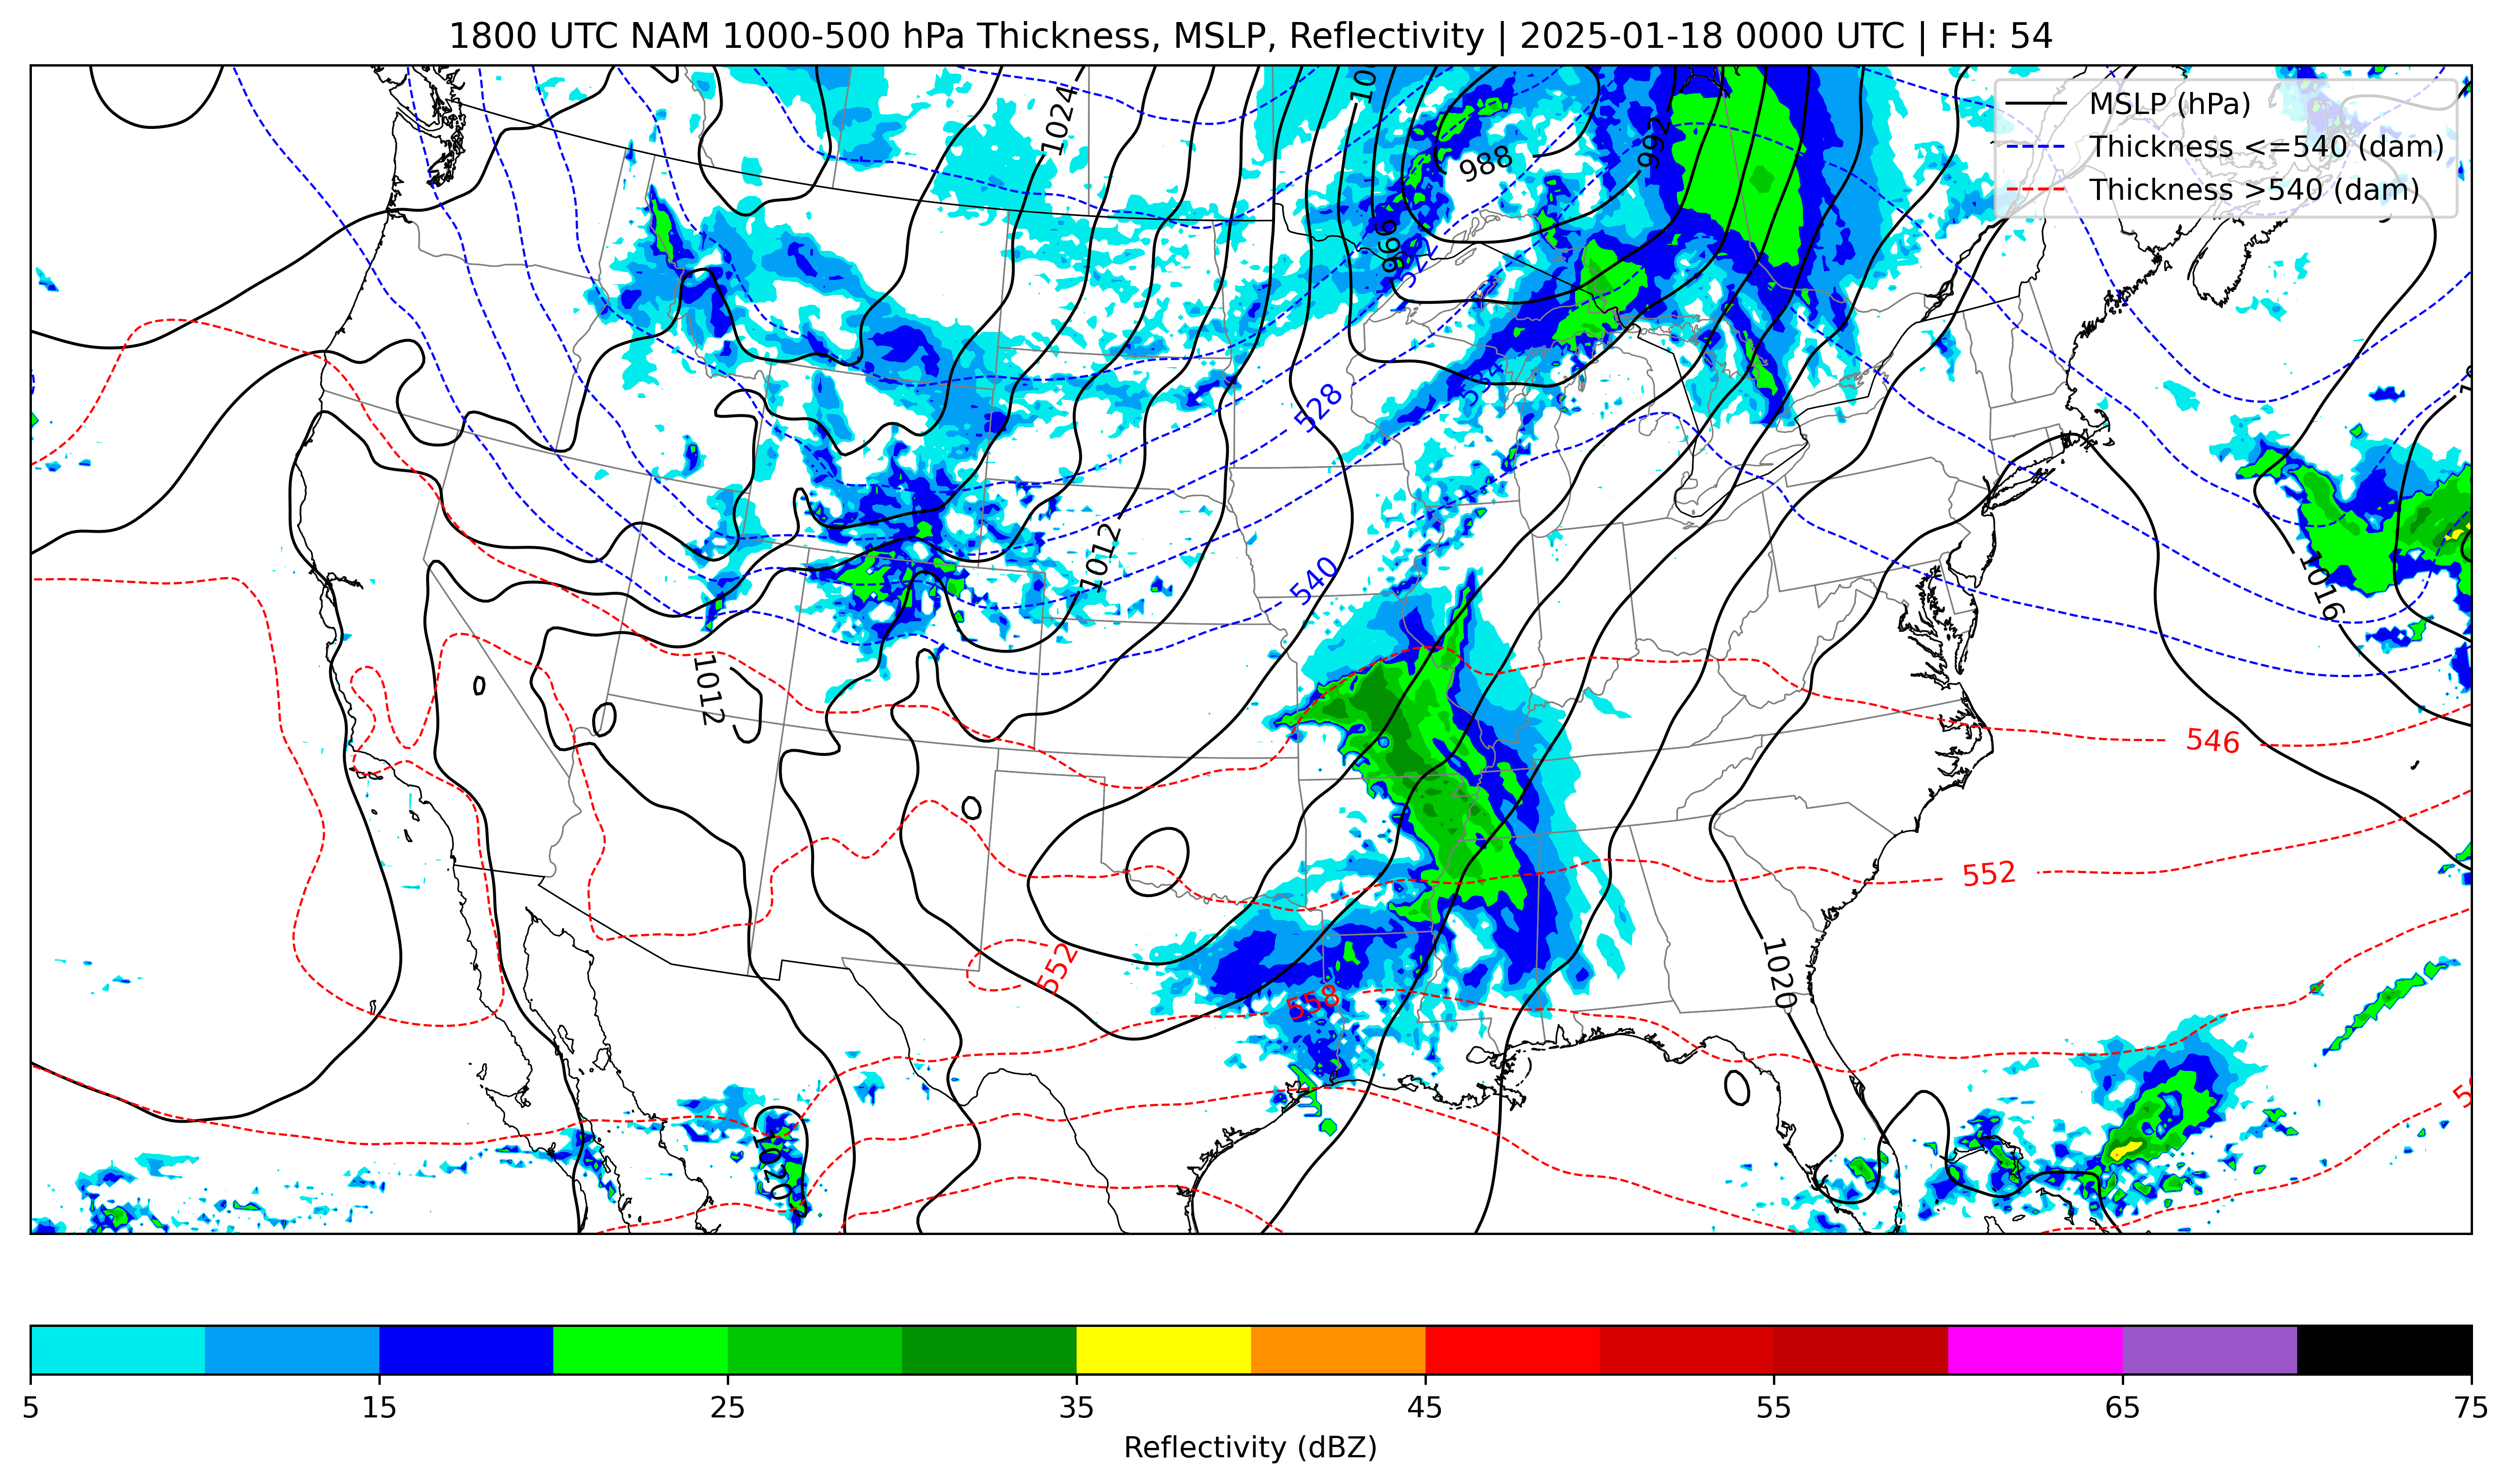 1800 UTC NAM 1000-500 hPa Thickness, MSLP, Reflectivity | 2025-01-18 0000 UTC | FH: 54
MSLP (hPa)
Thickness <=540 (dam)
Thickness >540 (dam)
1024
992
988
996
528
534
1012
540
1016
1012
546
552
552
558
1020
1020
5 15 25 35 45 55 65 75
Reflectivity (dBZ)